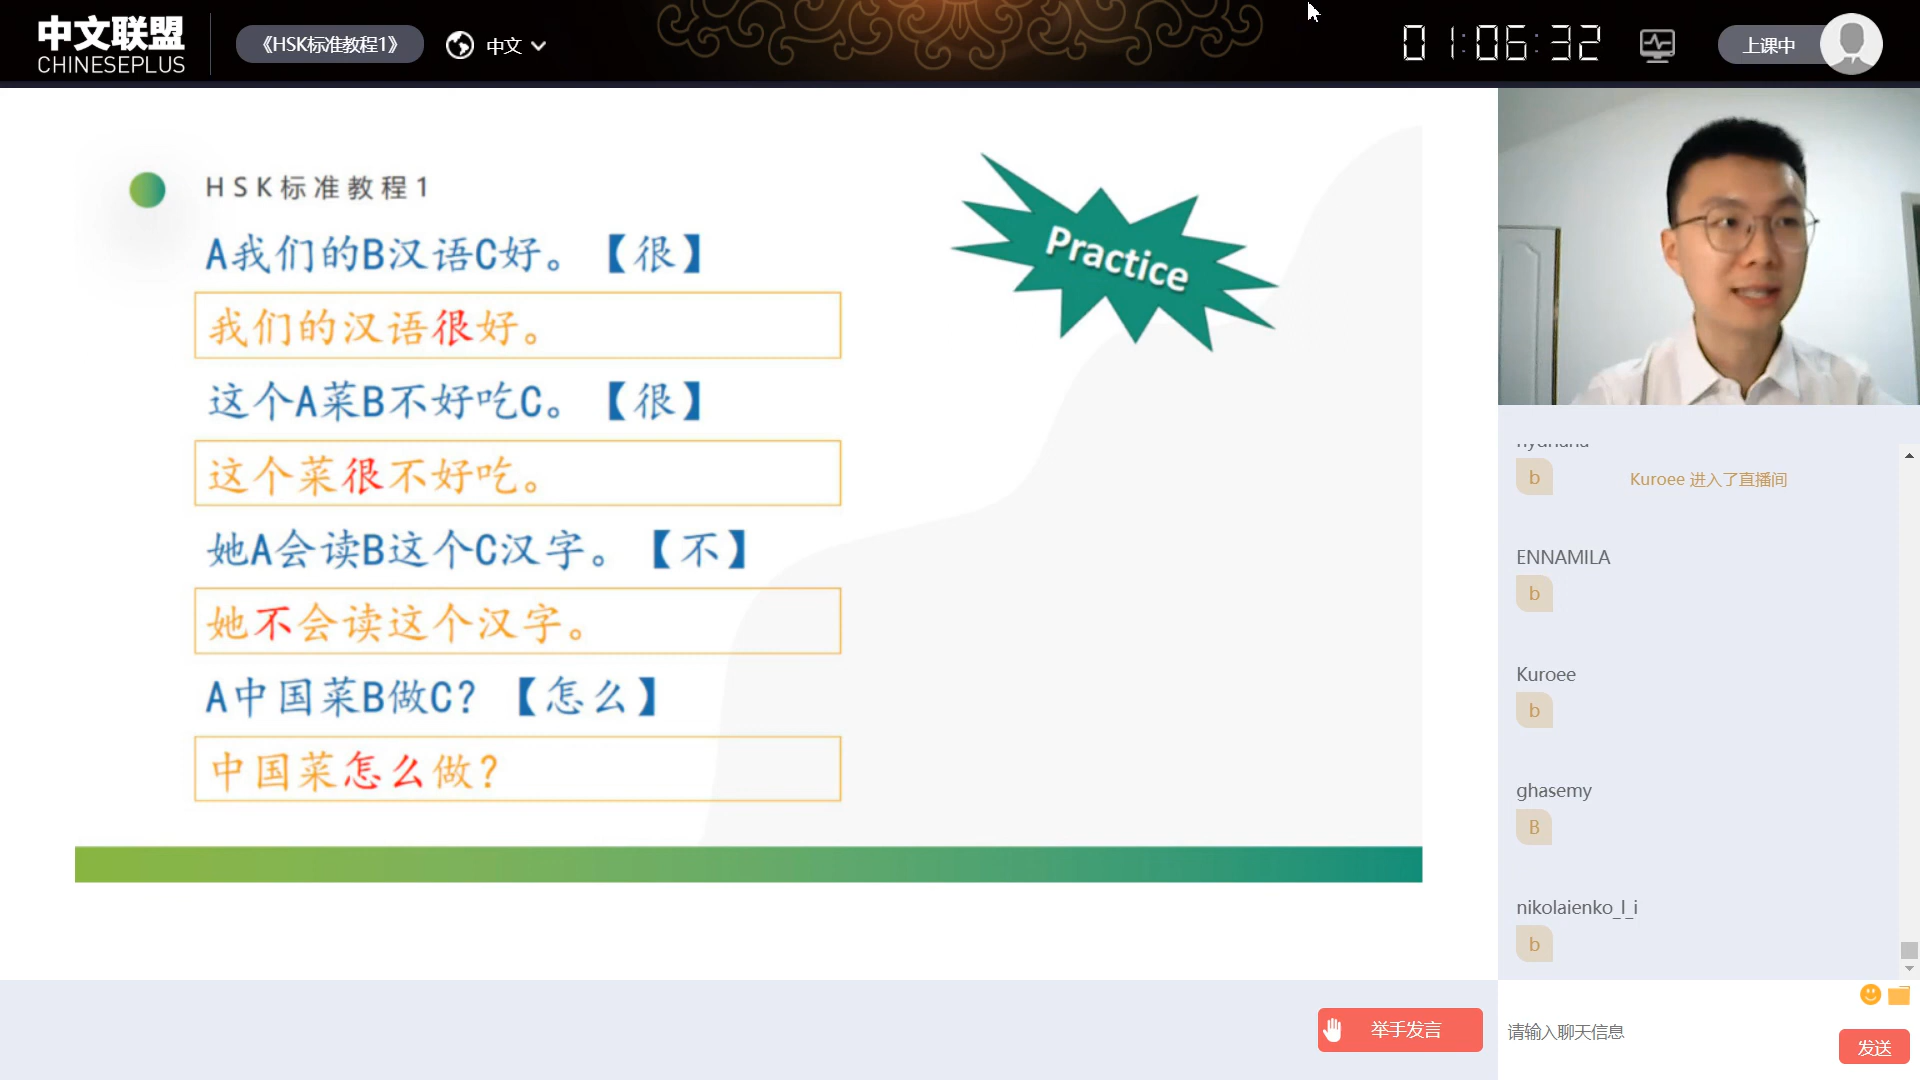 中文联盟
CHINESEPLUS
《HSK标准教程1》
中文
01:06:32
上课中
HSK标准教程1
A我们的B汉语C好。【很】
我们的汉语很好。
这个A菜B不好吃C。【很】
这个菜很不好吃。
她A会读B这个C汉字。【不】
她不会读这个汉字。
A中国菜B做C?【怎么】
中国菜怎么做?
Practice
b
Kuroee 进入了直播间
ENNAMILA
b
Kuroee
b
ghasemy
B
nikolaienko_l_i
b
举手发言
请输入聊天信息
发送